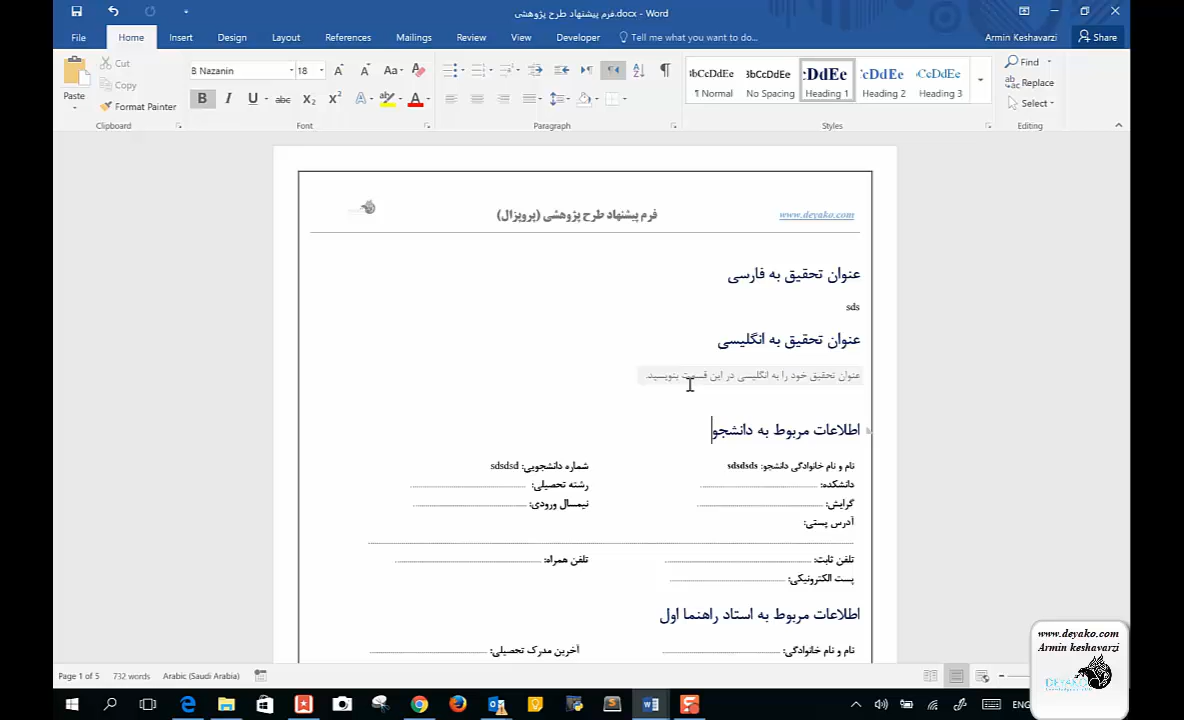 فرم پیشنهاد طرح پژوهشی.docx - Word
File Home Insert Design Layout References Mailings Review View Developer Tell me what you want to do... Armin Keshavarzi Share
Paste
Cut
Copy
Format Painter
Clipboard
B Nazanin 18
Font
Paragraph
Normal
No Spacing
Heading 1
Heading 2
Heading 3
Styles
Find
Replace
Select
Editing
www.deyako.com
فرم پیشنهاد طرح پژوهشی (پروپزال)
عنوان تحقیق به فارسی
sds
عنوان تحقیق به انگلیسی
عنوان تحقیق خود را به انگلیسی در این قسمت بنویسید.
اطلاعات مربوط به دانشجو
نام و نام خانوادگی دانشجو: sdsdsds شماره دانشجویی: sdsdsd
دانشکده: رشته تحصیلی:
گرایش: نیمسال ورودی:
آدرس پستی:
تلفن ثابت: تلفن همراه:
پست الکترونیکی:
اطلاعات مربوط به استاد راهنما اول
نام و نام خانوادگی: آخرین مدرک تحصیلی:
Page 1 of 5 732 words Arabic (Saudi Arabia)
ENG
www.deyako.com
Armin keshavarzi
DEYAKO